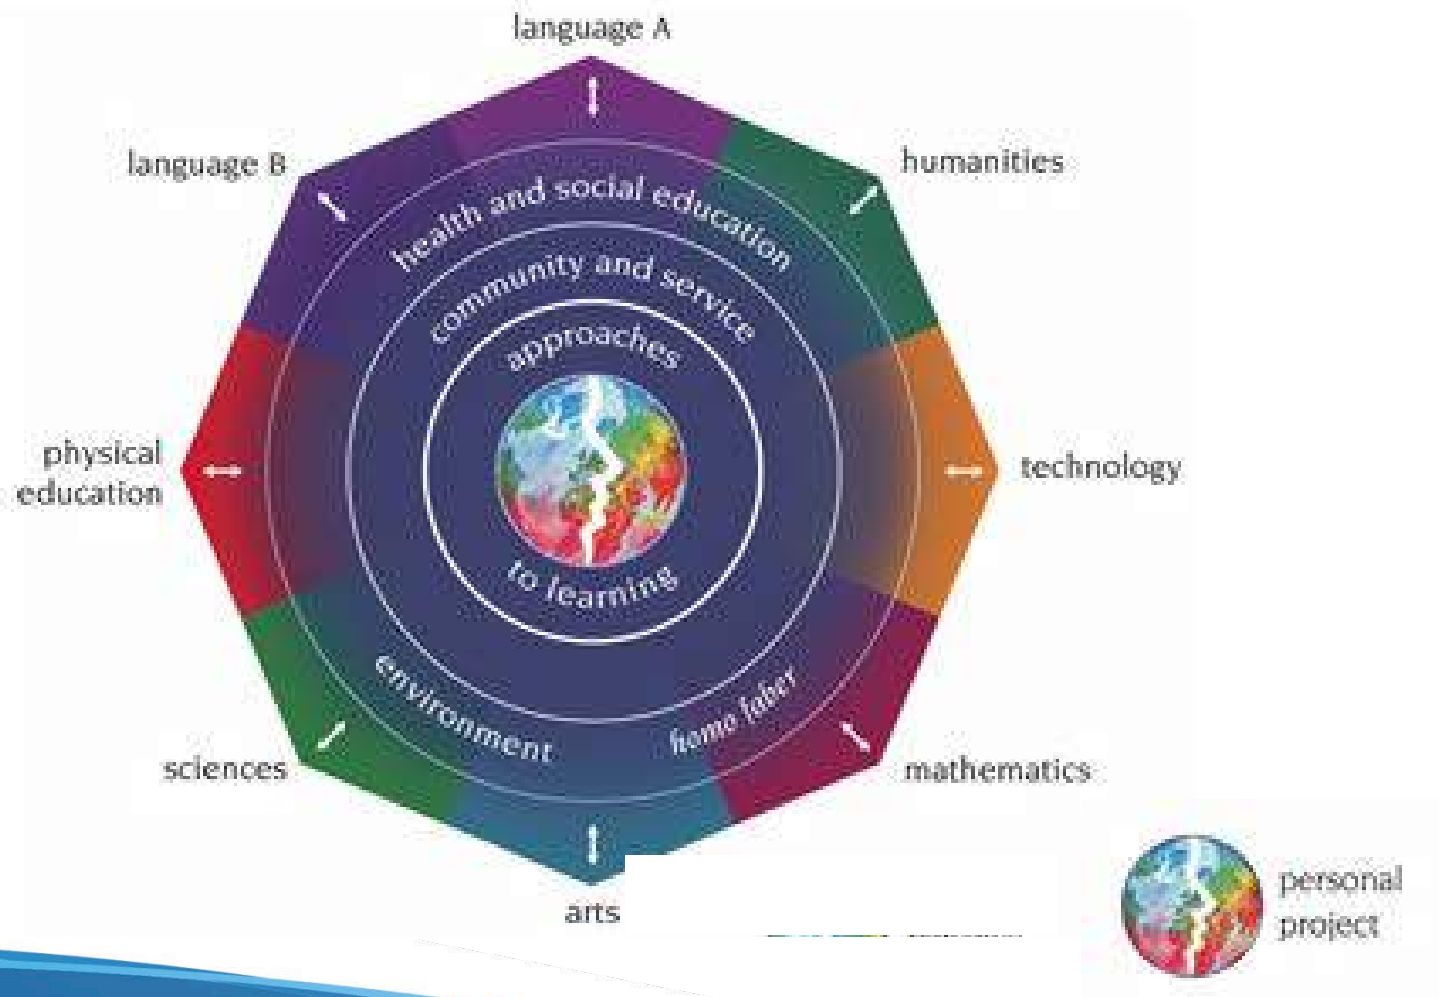 language A
language B
humanities
health and social education
community and service
approaches
physical
education
technology
to learning
environment
homo faber
sciences
mathematics
arts
personal
project